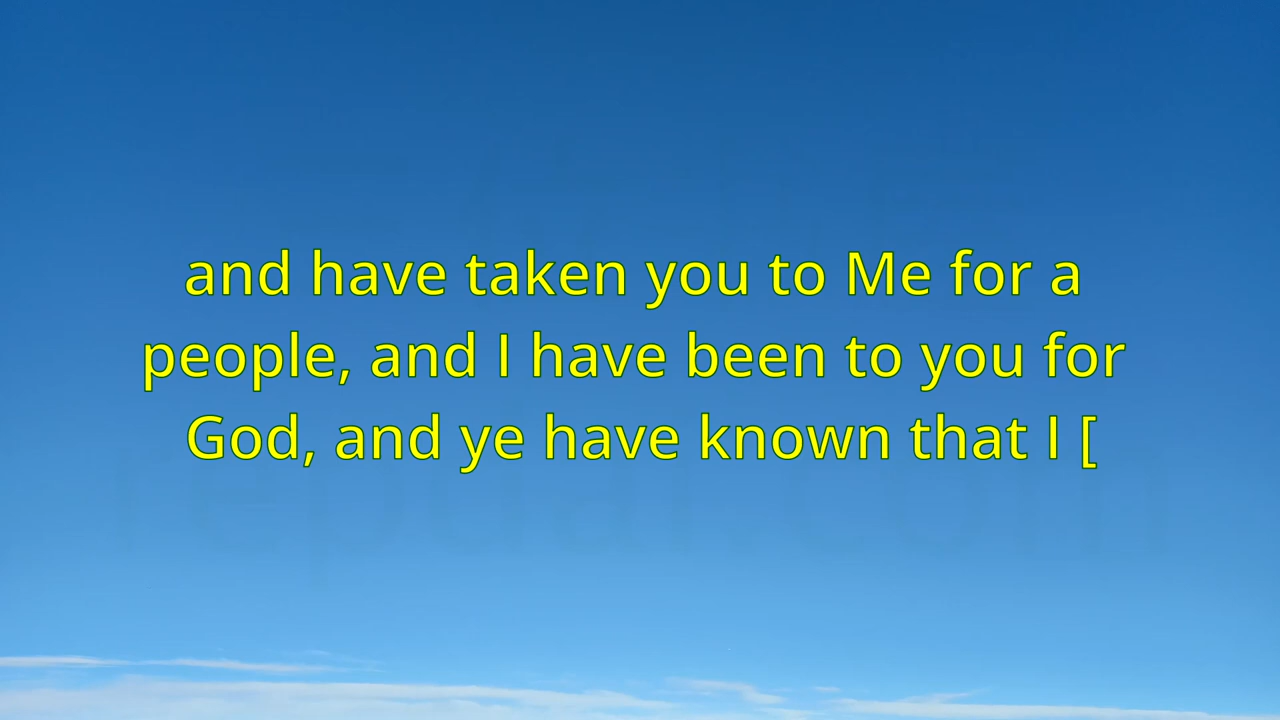 and have taken you to Me for a
people, and I have been to you for
God, and ye have known that I [